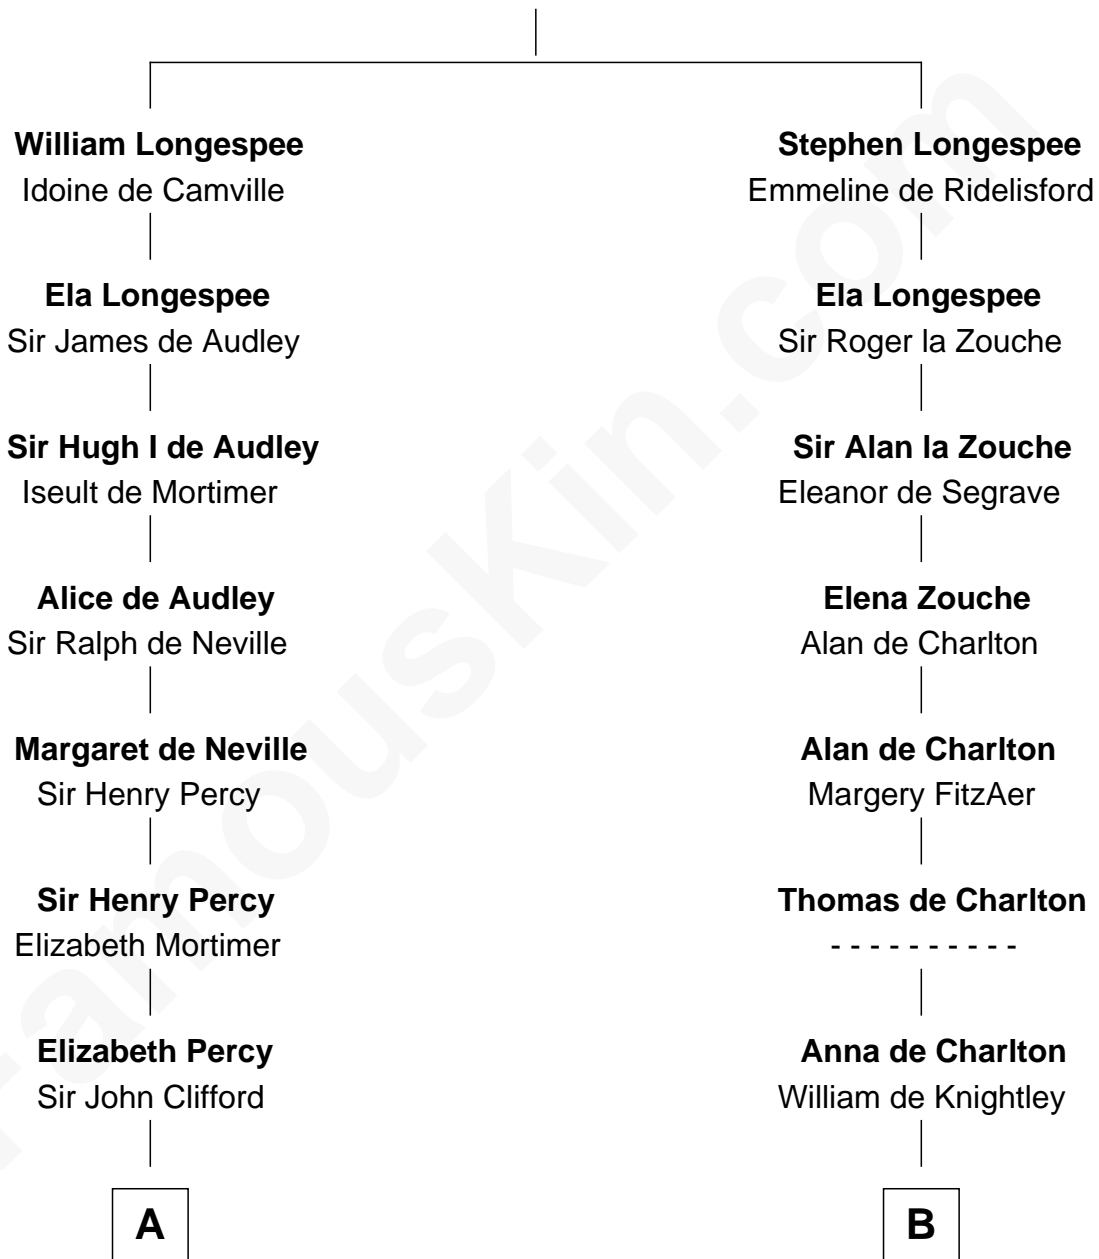 William Longespee
Idoine de Camville
Ela Longespee
Sir James de Audley
Sir Hugh I de Audley
Iseult de Mortimer
Alice de Audley
Sir Ralph de Neville
Margaret de Neville
Sir Henry Percy
Sir Henry Percy
Elizabeth Mortimer
Elizabeth Percy
Sir John Clifford
A
Stephen Longespee
Emmeline de Ridelisford
Ela Longespee
Sir Roger la Zouche
Sir Alan la Zouche
Eleanor de Segrave
Elena Zouche
Alan de Charlton
Alan de Charlton
Margery FitzAer
Thomas de Charlton
- - - - - - - - - -
Anna de Charlton
William de Knightley
B
FamousKin.com